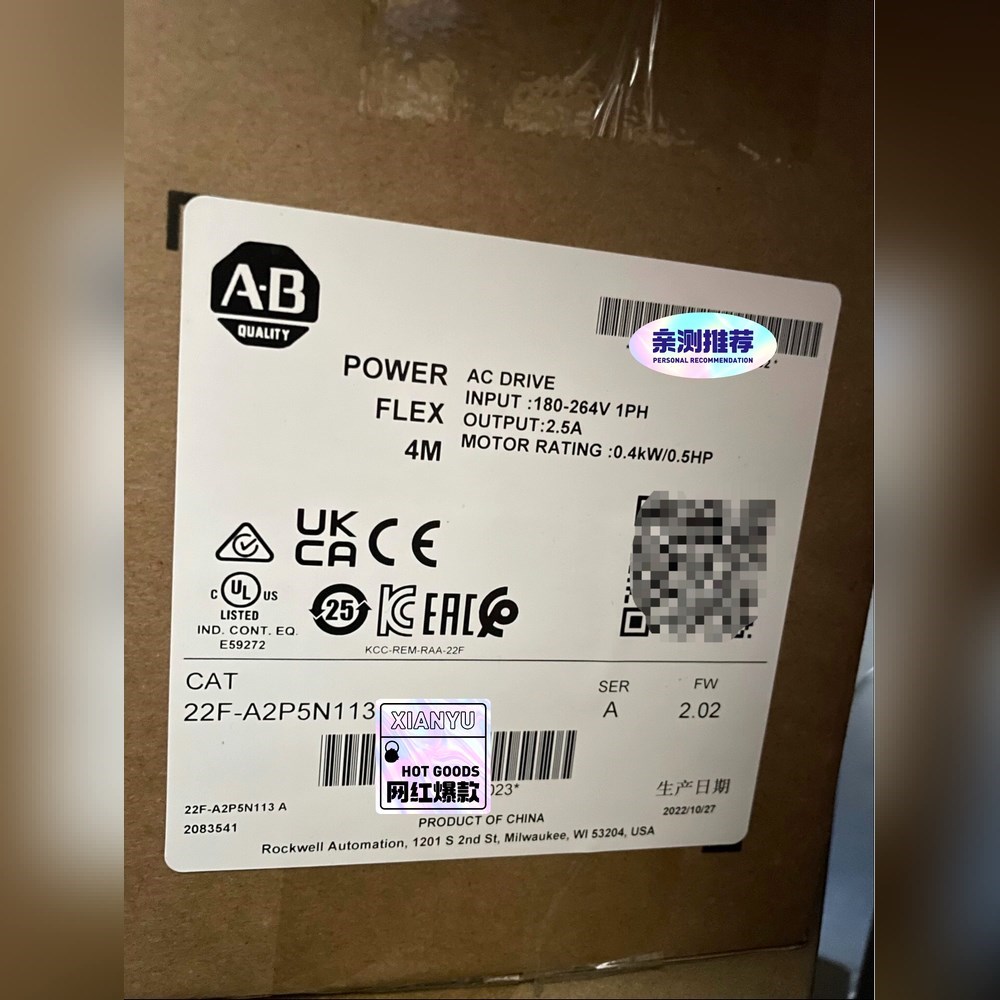 A-B
QUALITY
亲测推荐
PERSONAL RECOMMENDATION
POWER
FLEX
4M
AC DRIVE
INPUT :180-264V 1PH
OUTPUT:2.5A
MOTOR RATING :0.4kW/0.5HP
UK
CA CE
C UL US
LISTED
IND. CONT. EQ.
E59272
25
KC EAC
KCC-REM-RAA-22F
CAT
22F-A2P5N113
SER
A
FW
2.02
XIANYU
HOT GOODS
网红爆款
023*
22F-A2P5N113 A
2083541
生产日期
2022/10/27
PRODUCT OF CHINA
Rockwell Automation, 1201 S 2nd St, Milwaukee, WI 53204, USA